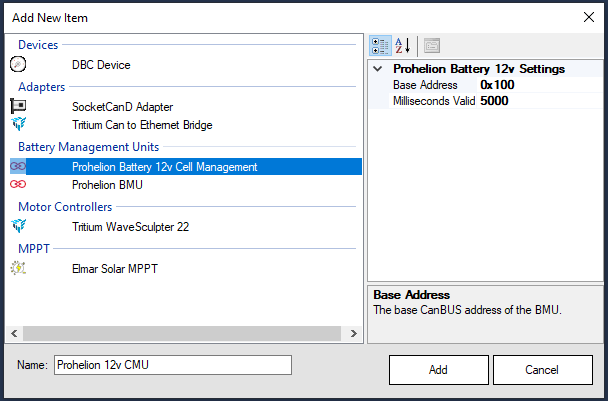 Add New Item
Devices
DBC Device
Adapters
SocketCanD Adapter
Tritium Can to Ethernet Bridge
Battery Management Units
Prohelion Battery 12v Cell Management
Prohelion BMU
Motor Controllers
Tritium WaveSculpter 22
MPPT
Elmar Solar MPPT
A
Z
Prohelion Battery 12v Settings
Base Address 0x100
Milliseconds Valid 5000
Base Address
The base CanBUS address of the BMU.
Name: Prohelion 12v CMU
Add
Cancel